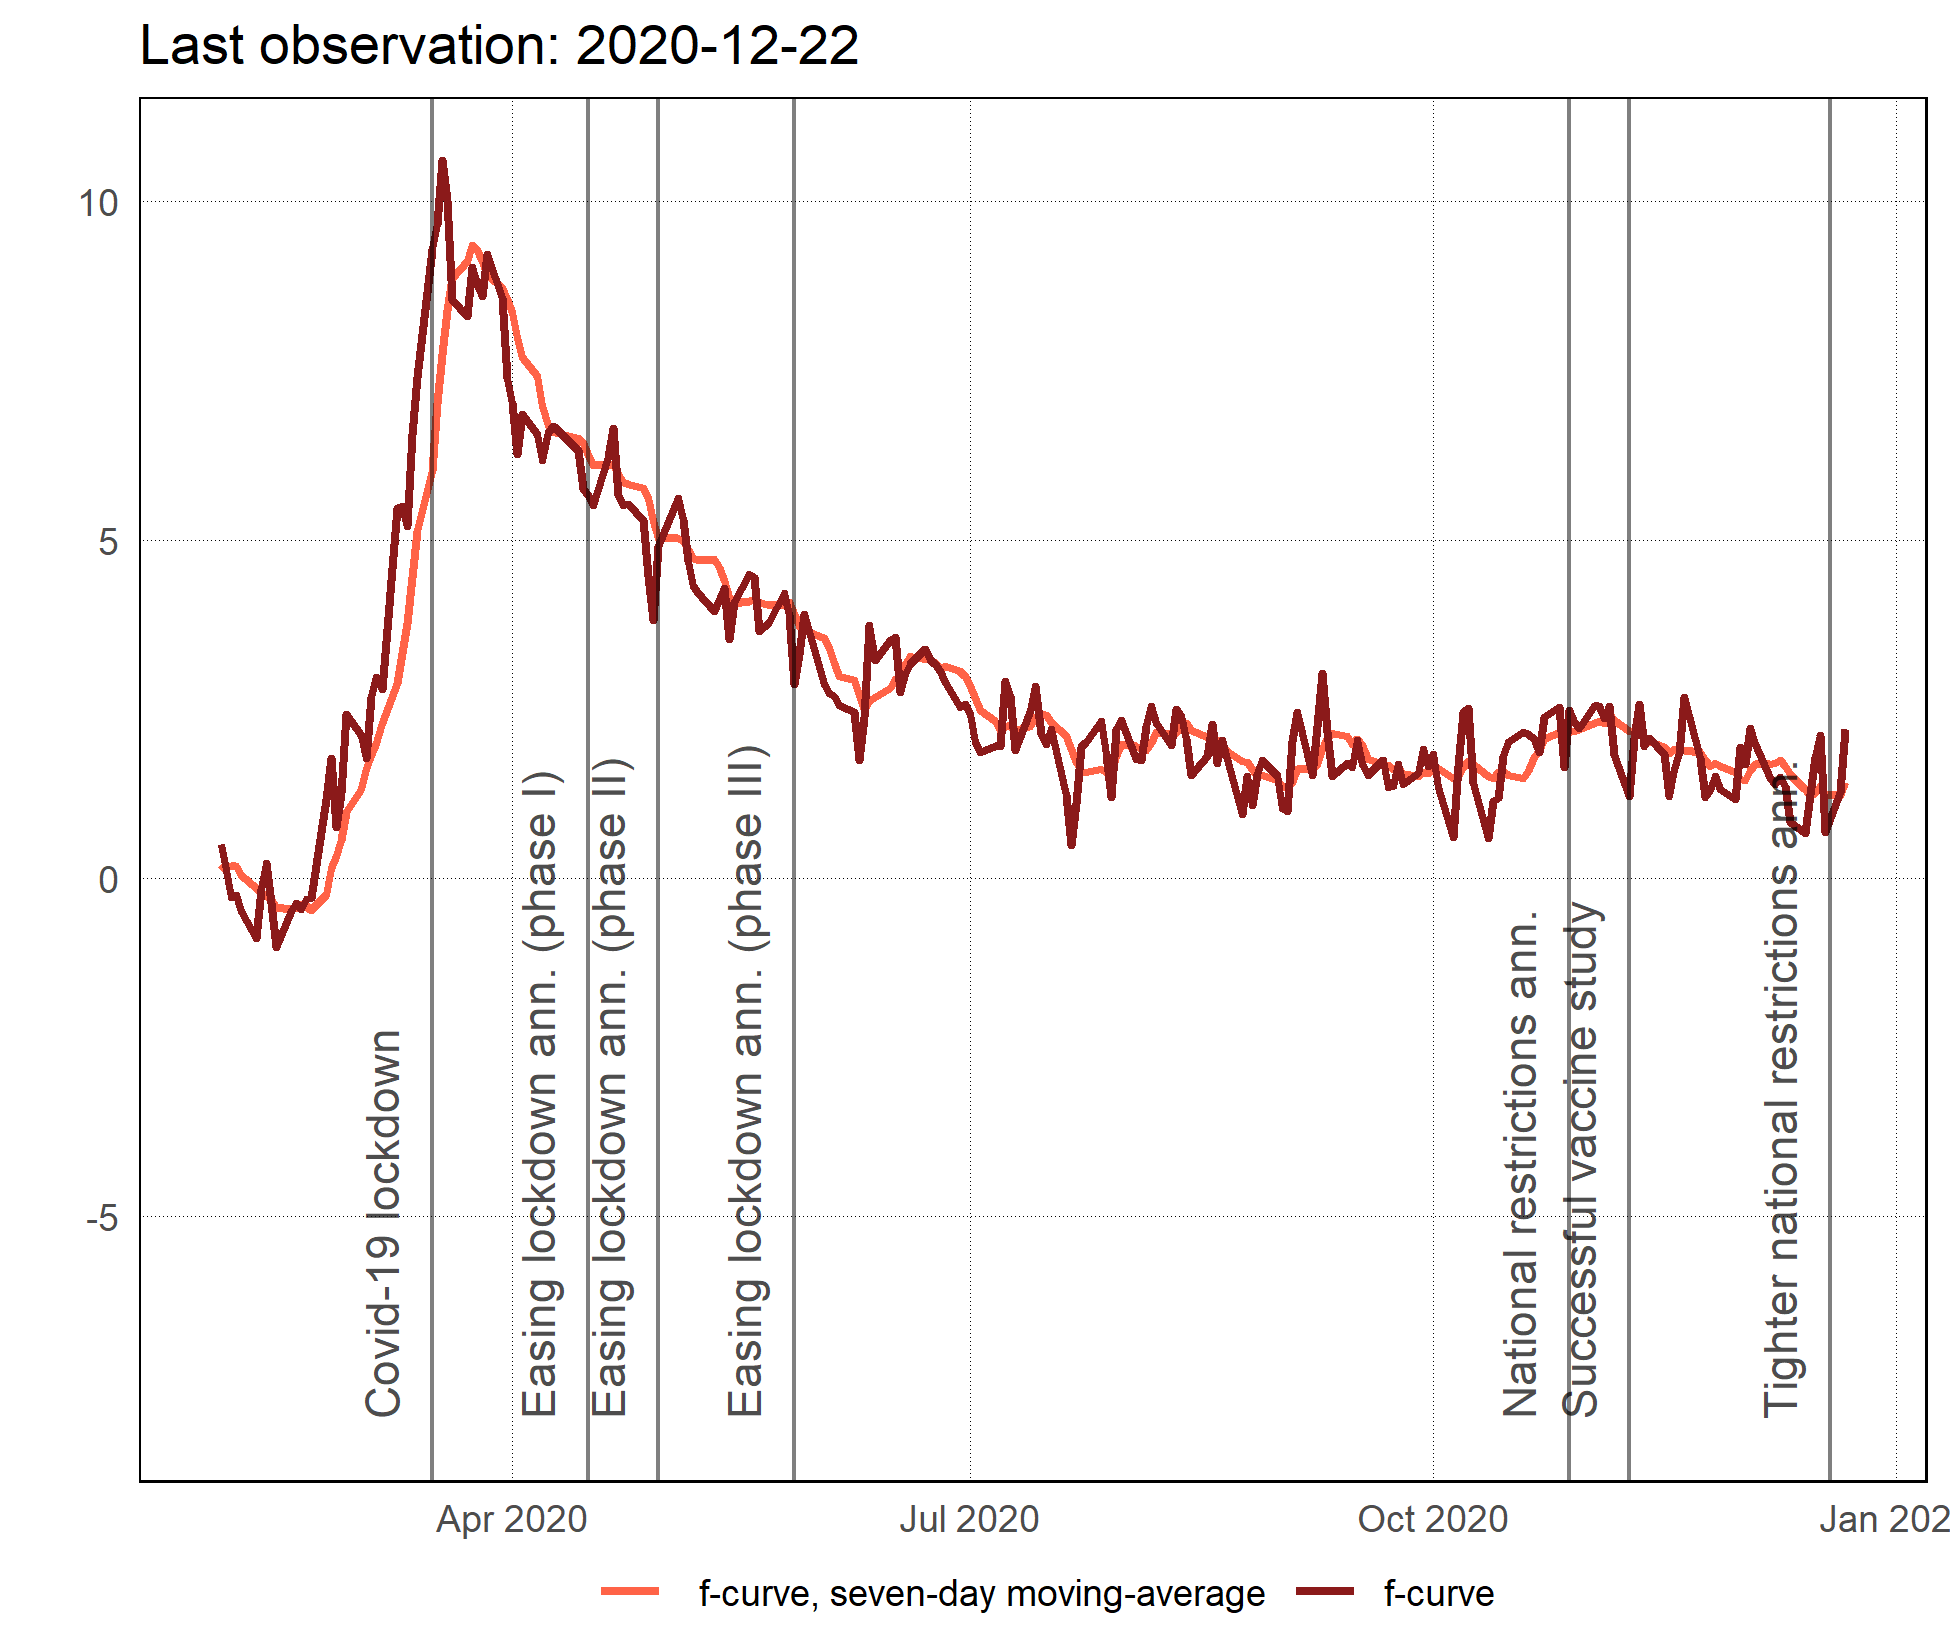 Last observation: 2020-12-22
10
5
0
-5
Covid-19 lockdown
Easing lockdown ann. (phase I)
Easing lockdown ann. (phase II)
Easing lockdown ann. (phase III)
National restrictions ann.
Successful vaccine study
Tighter national restrictions ann.
Apr 2020
Jul 2020
Oct 2020
Jan 202
f-curve, seven-day moving-average
f-curve